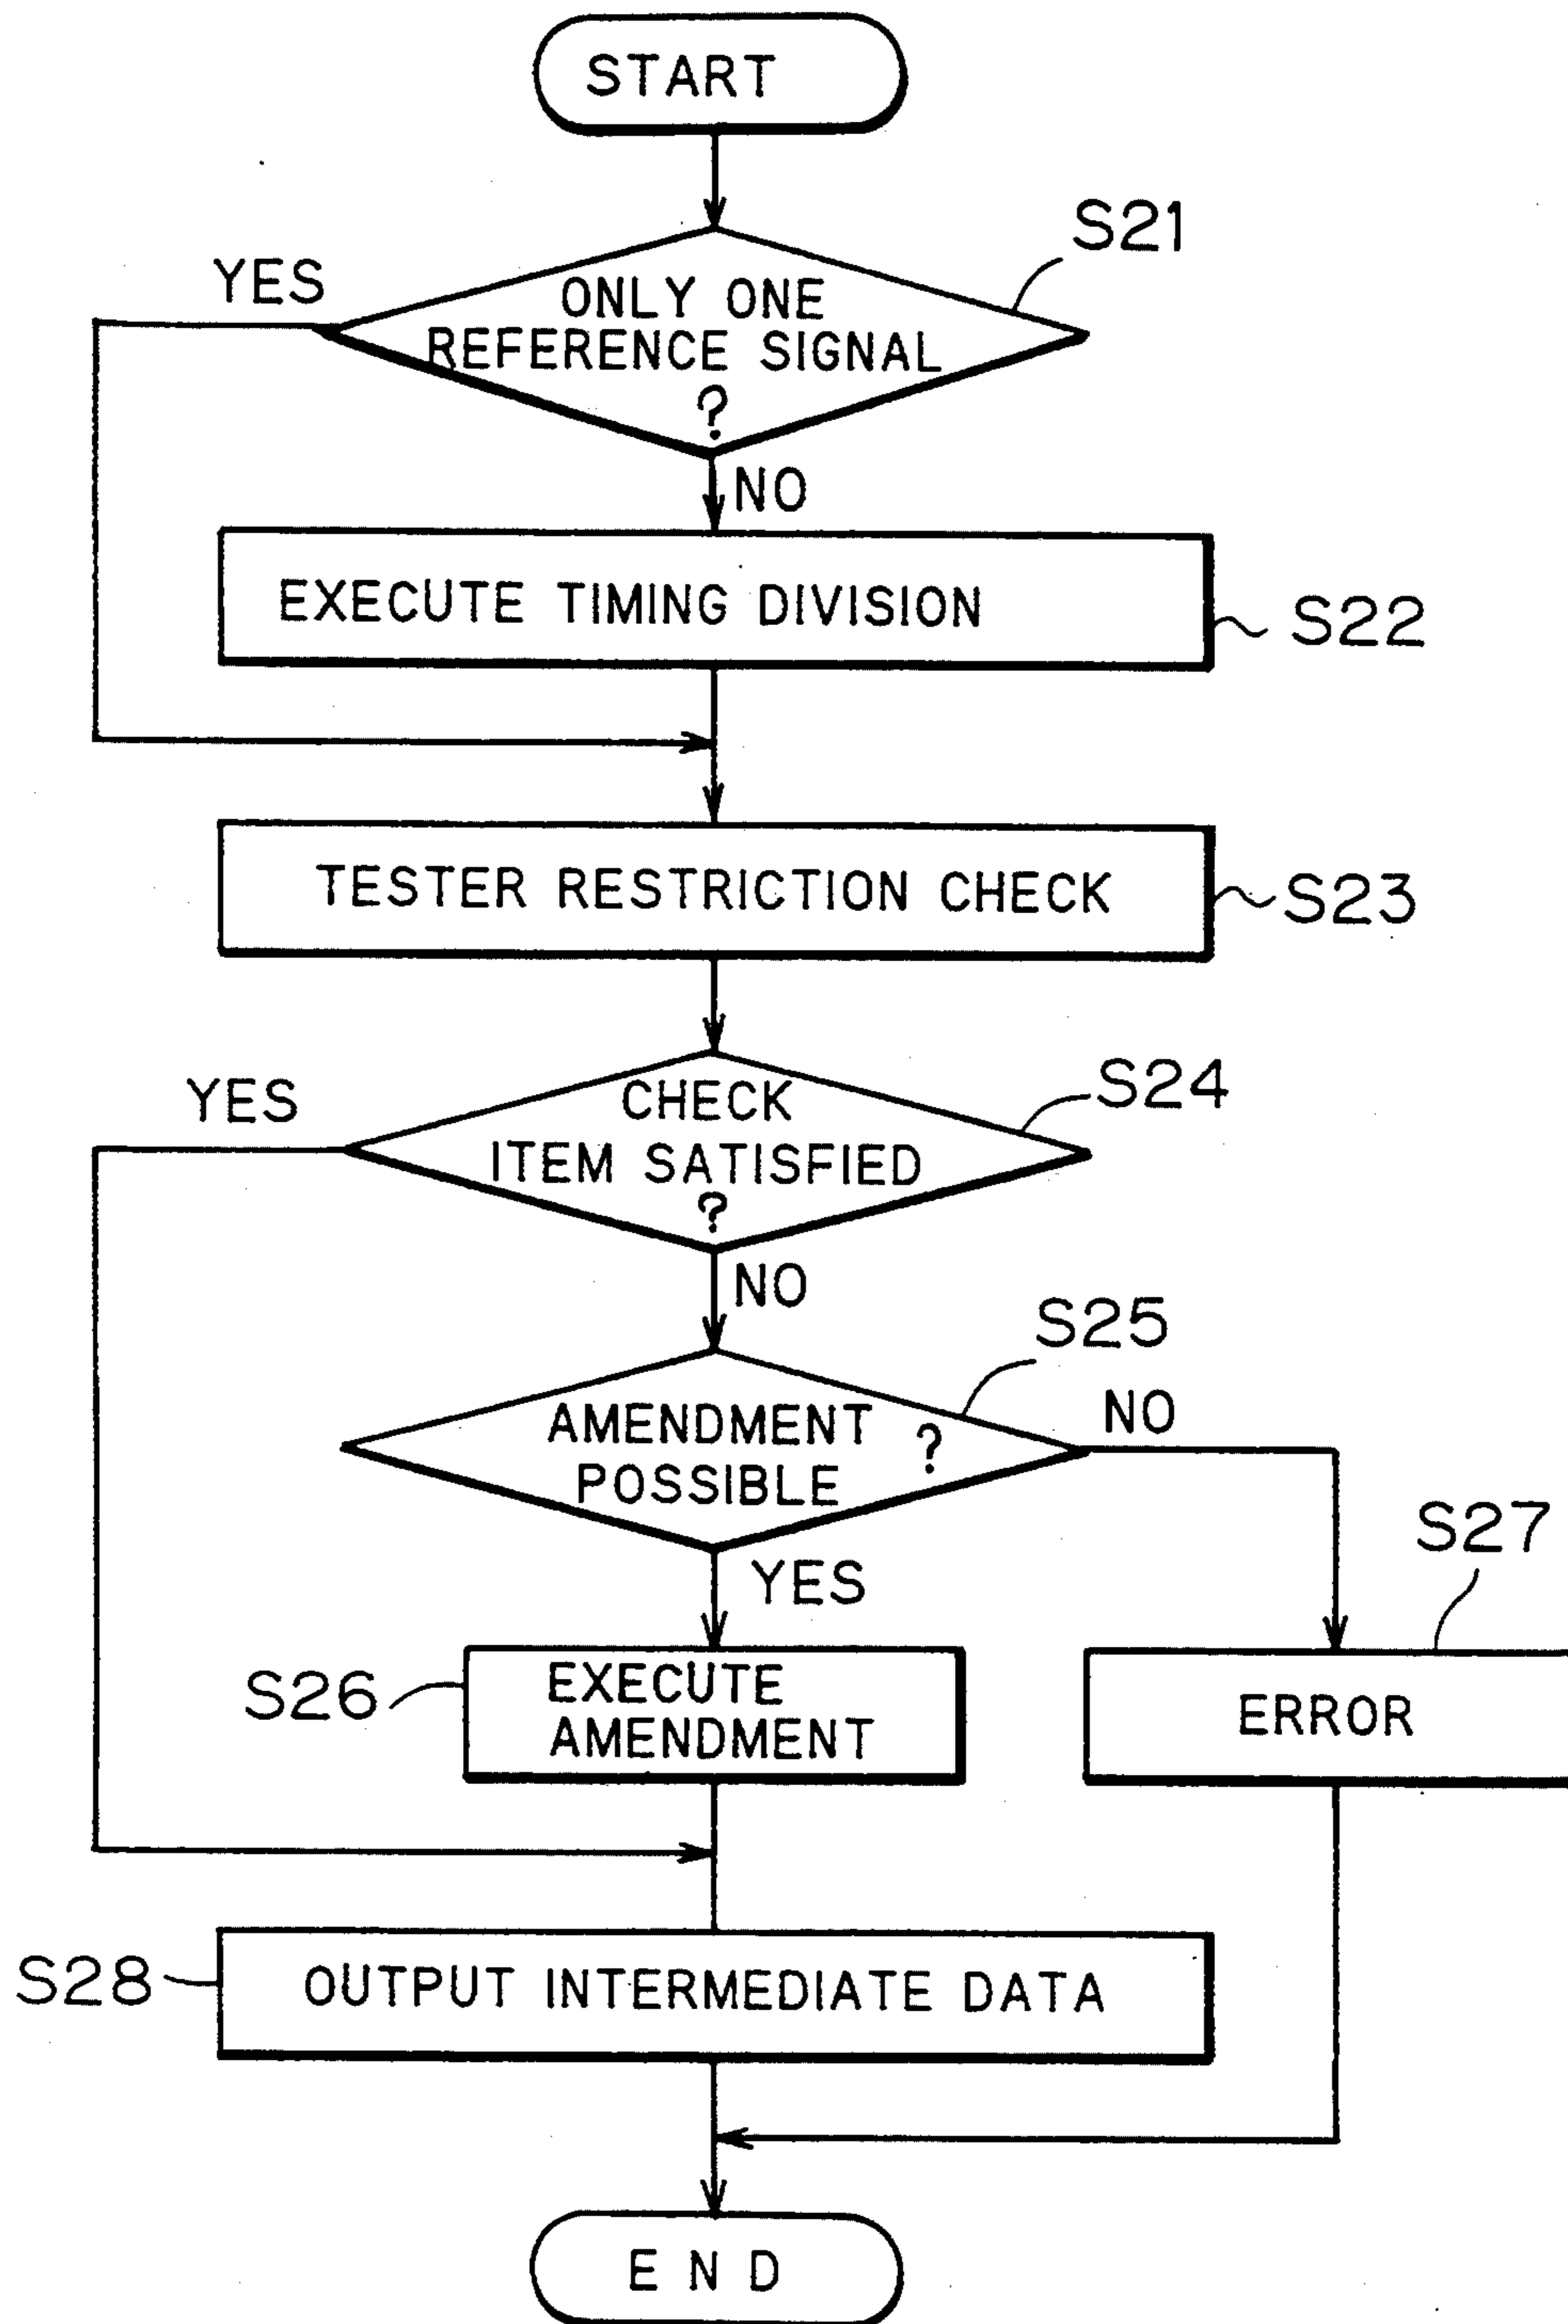 START
S21
YES
ONLY ONE
REFERENCE SIGNAL
?
NO
EXECUTE TIMING DIVISION
S22
TESTER RESTRICTION CHECK
S23
S24
YES
CHECK
ITEM SATISFIED
?
NO
S25
AMENDMENT ?
POSSIBLE
NO
YES
S27
S26
EXECUTE
AMENDMENT
ERROR
S28
OUTPUT INTERMEDIATE DATA
END